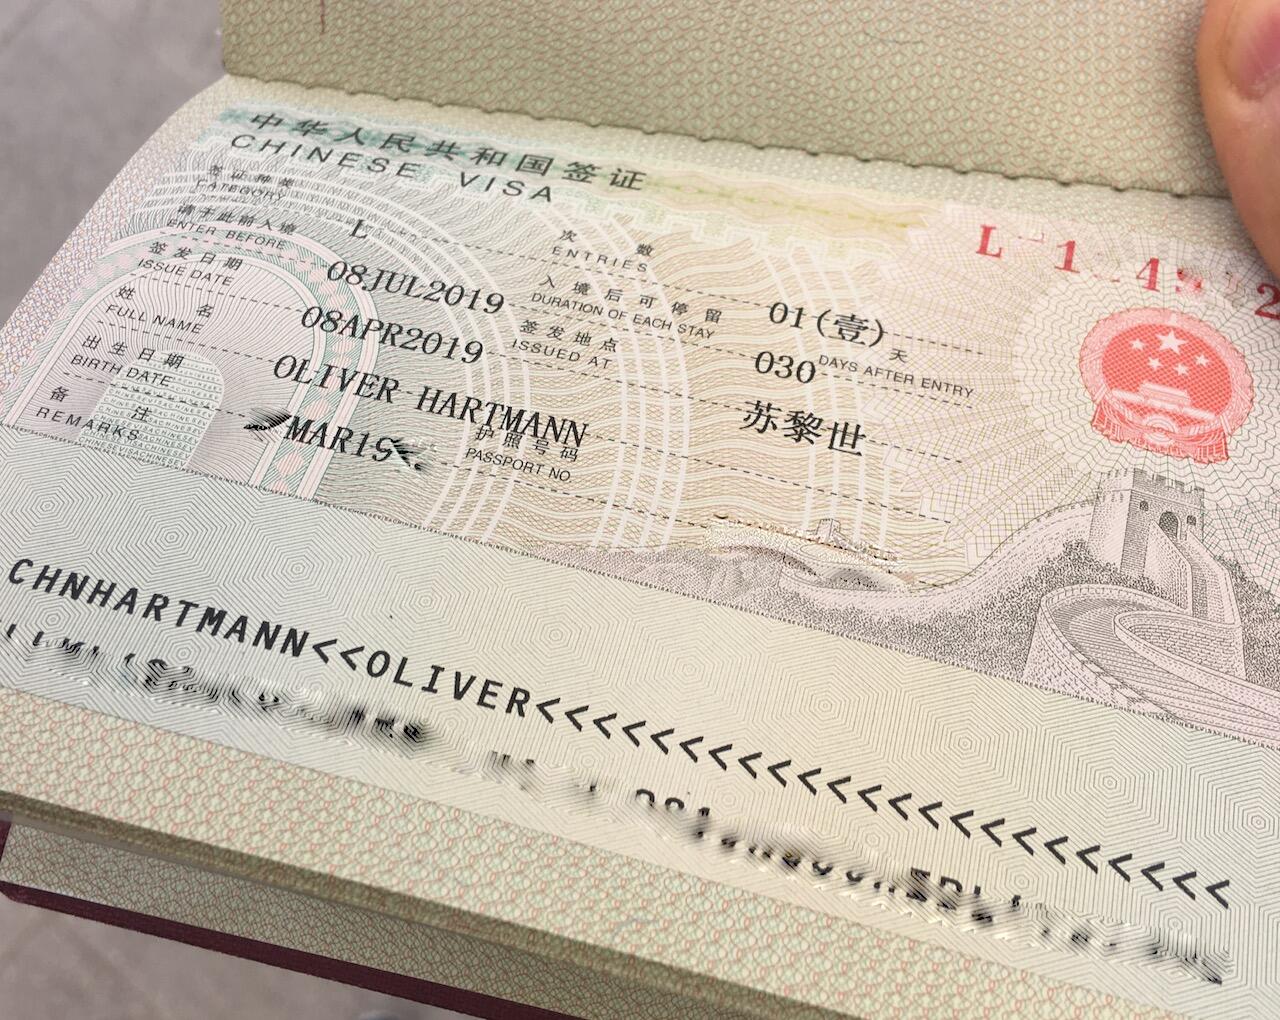 中华人民共和国签证
CHINESE VISA
签证种类
CATEGORY
L
次数
ENTRIES
01(壹)
请于此前入境
ENTER BEFORE
08JUL2019
入境后可停留
DURATION OF EACH STAY
030
天
DAYS AFTER ENTRY
签发日期
ISSUE DATE
08APR2019
签发地点
ISSUED AT
苏黎世
姓名
FULL NAME
OLIVER HARTMANN
出生日期
BIRTH DATE
护照号码
PASSPORT NO
备注
REMARKS
CHNHARTMANN<<OLIVER<<<<<<<<<<<<<<<<<<<<<<<<